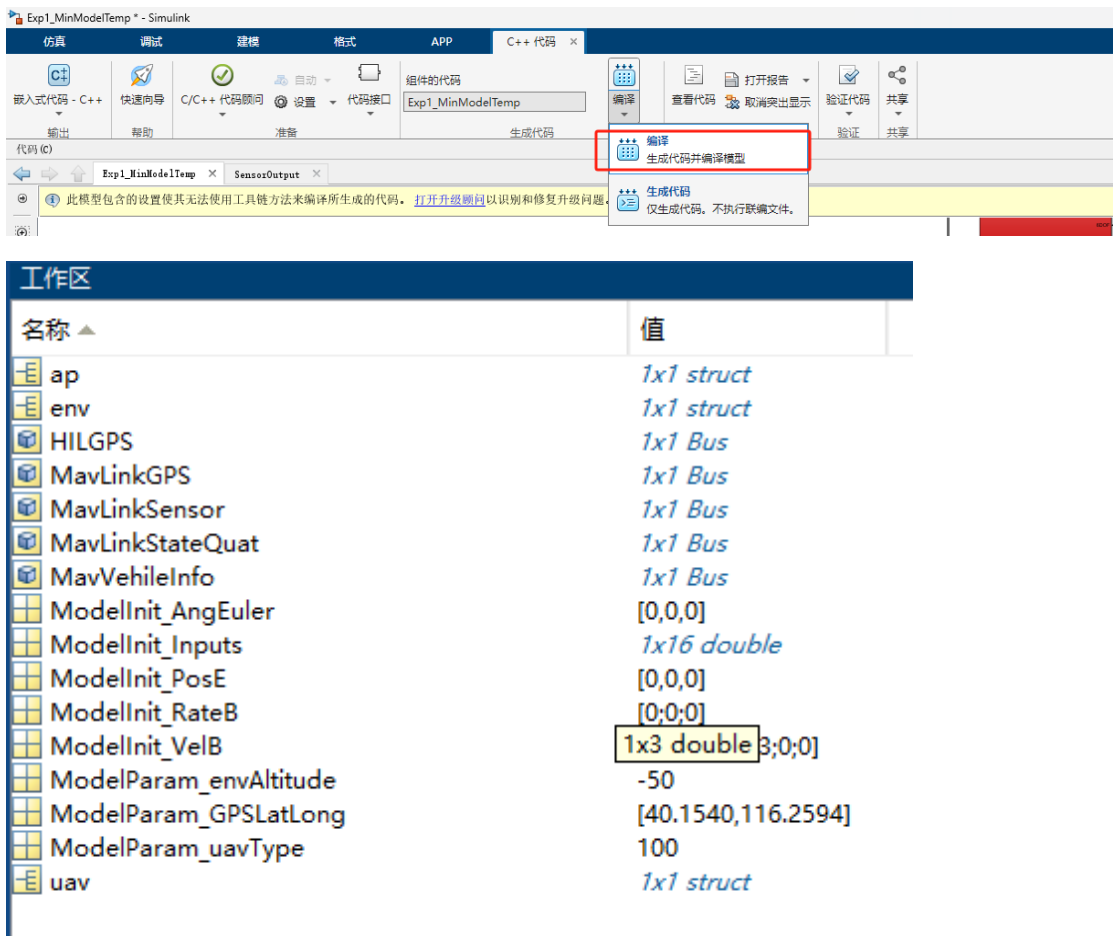 Exp1_MinModelTemp * - Simulink
仿真 调试 建模 格式 APP C++ 代码 ×
嵌入式代码 - C++ 快速向导 C/C++ 代码顾问 自动 设置 代码接口 组件的代码 Exp1_MinModelTemp 编译 查看代码 打开报告 取消突出显示 验证代码 共享
输出 帮助 准备 生成代码 验证 共享
编译
生成代码并编译模型
生成代码
仅生成代码。不执行联编文件。
代码(C)
Exp1_MinModelTemp × SensorOutput ×
此模型包含的设置使其无法使用工具链方法来编译所生成的代码。 打开升级顾问以识别和修复升级问题。
工作区
名称 值
ap 1x1 struct
env 1x1 struct
HILGPS 1x1 Bus
MavLinkGPS 1x1 Bus
MavLinkSensor 1x1 Bus
MavLinkStateQuat 1x1 Bus
MavVehileInfo 1x1 Bus
ModelInit_AngEuler [0,0,0]
ModelInit_Inputs 1x16 double
ModelInit_PosE [0,0,0]
ModelInit_RateB [0;0;0]
ModelInit_VelB 1x3 double 3;0;0]
ModelParam_envAltitude -50
ModelParam_GPSLatLong [40.1540,116.2594]
ModelParam_uavType 100
uav 1x1 struct